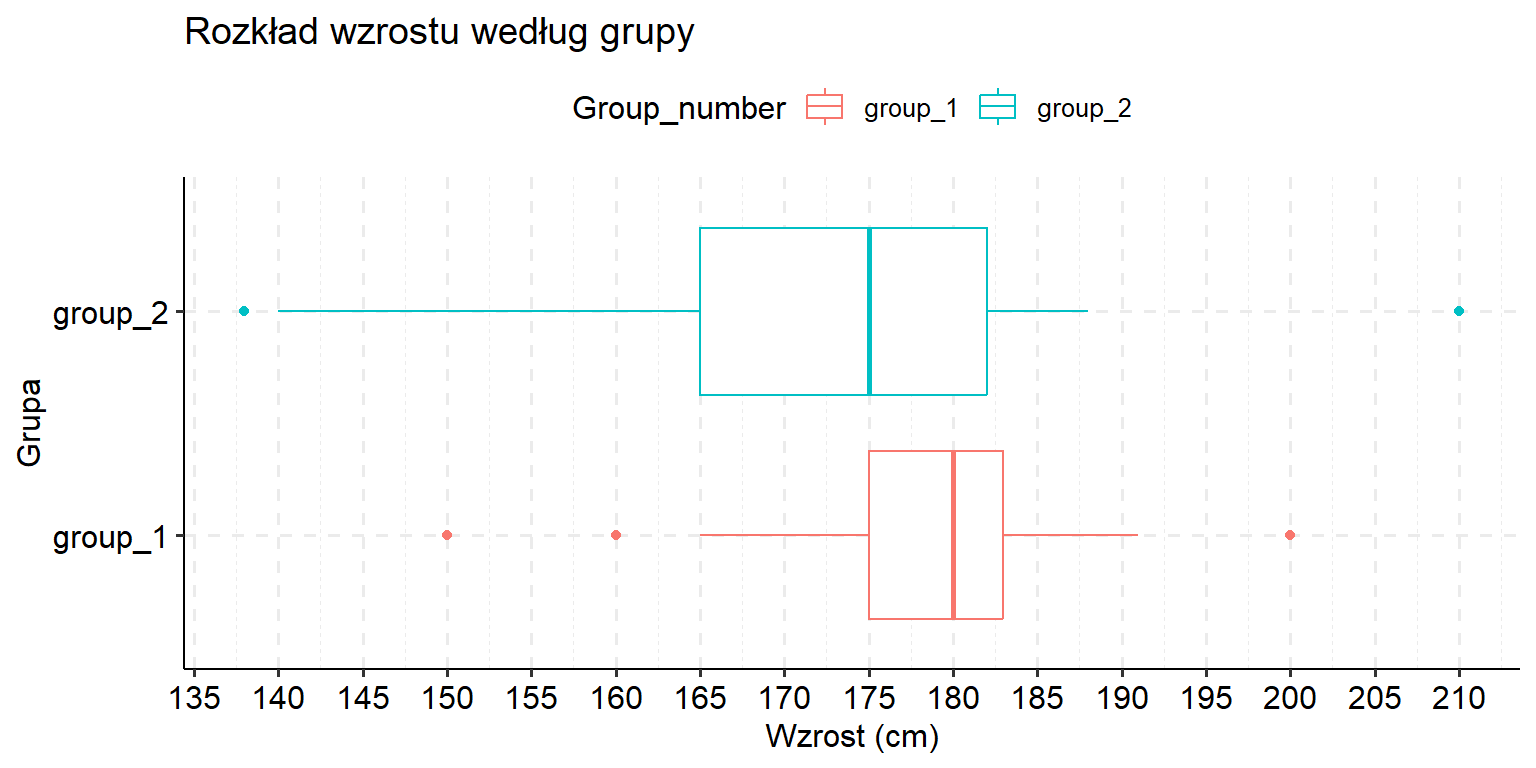 Rozkład wzrostu według grupy
Group_number group_1 group_2
group_2
Grupa
group_1
135 140 145 150 155 160 165 170 175 180 185 190 195 200 205 210
Wzrost (cm)